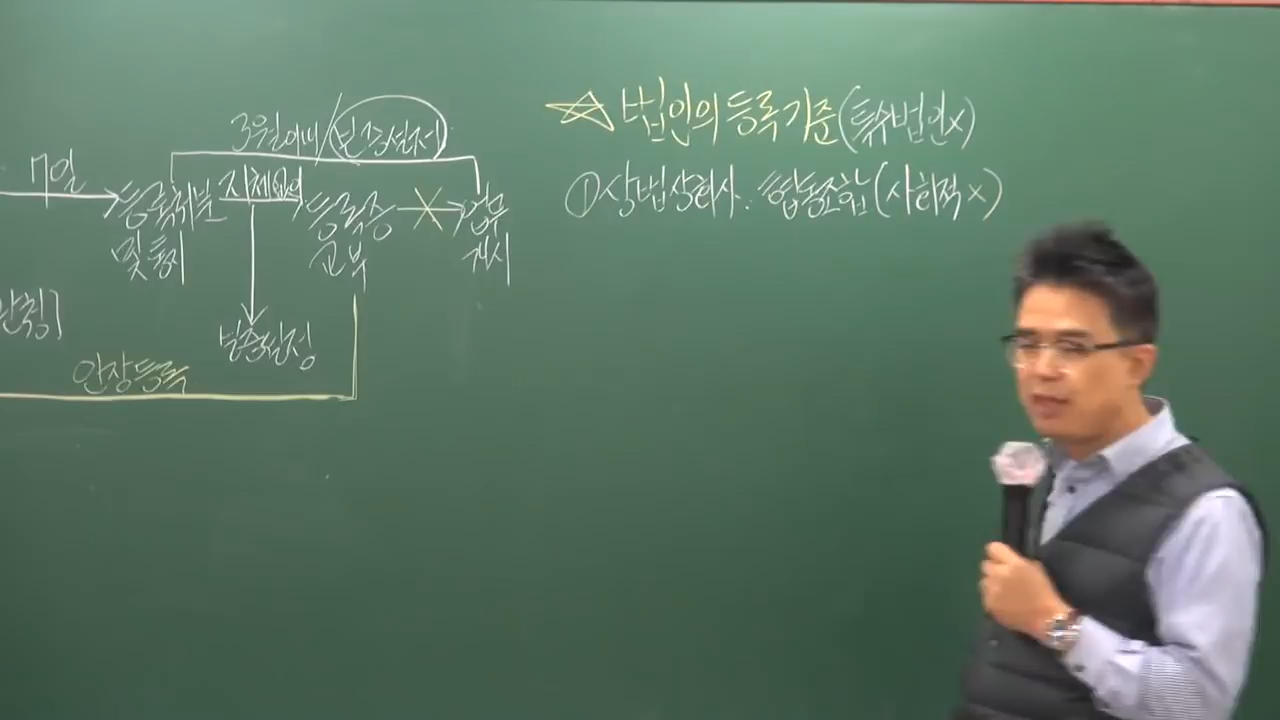 3월이내/보증설정
7일
등록처분 지체없이 등록증 업무
및 통지 교부 개시
보증설정
인장등록
☆ 법인의 등록기준(특수법인x)
① 상법상 회사. 협동조합(사회적x)